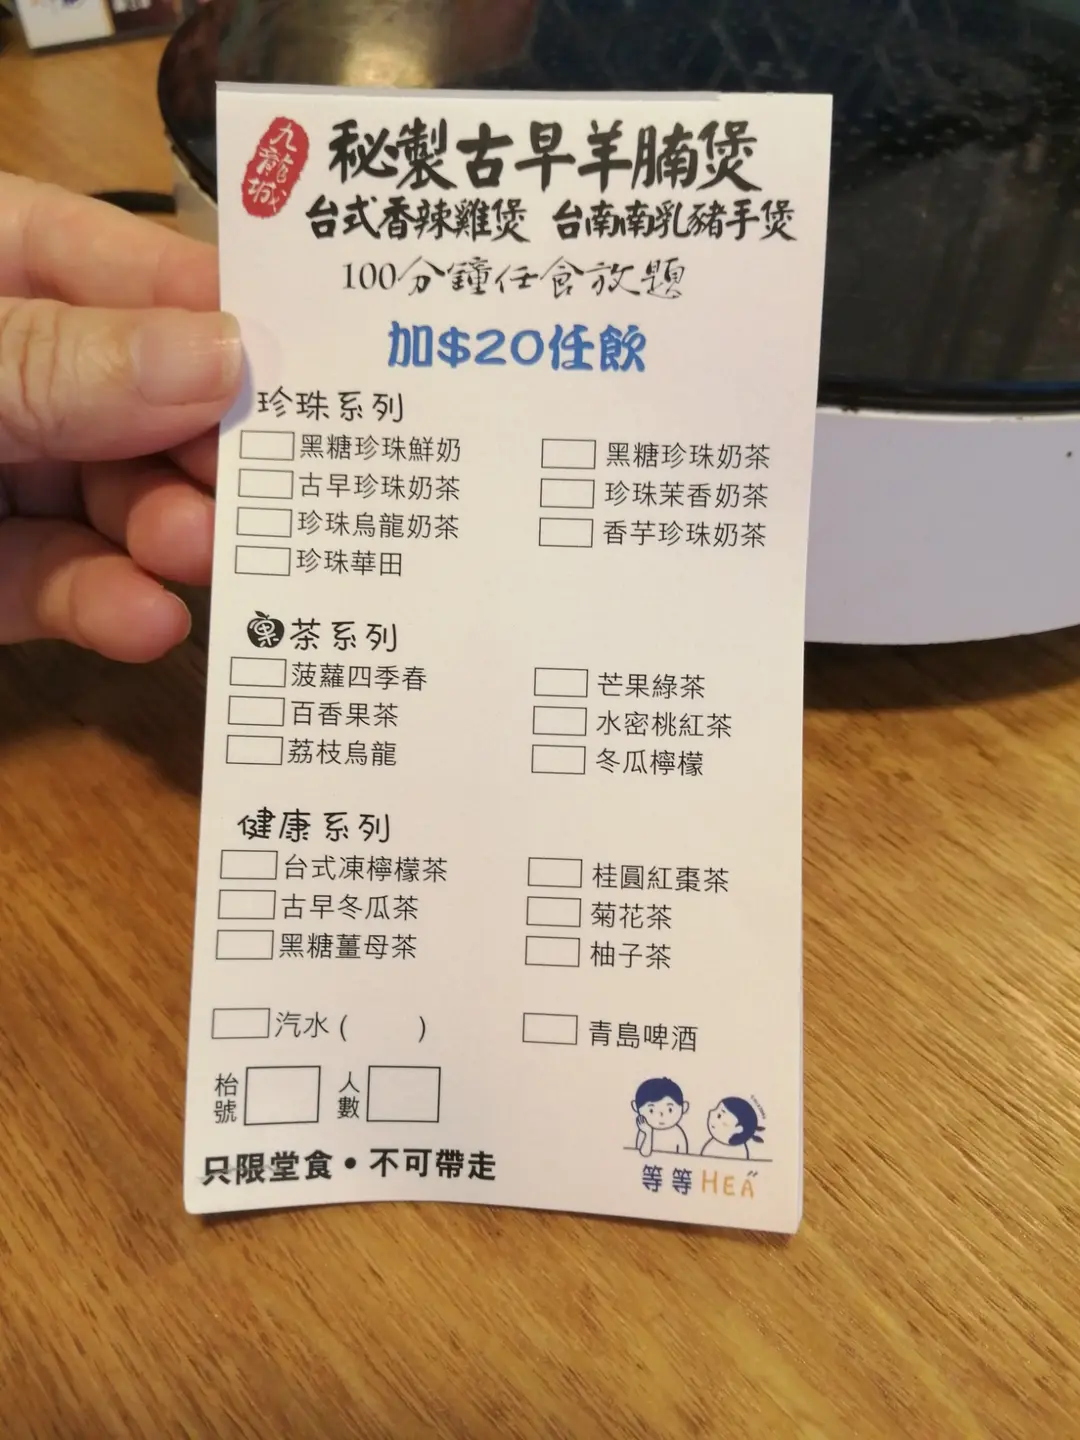 九龍城
秘製古早羊腩煲
台式香辣雞煲 台南南乳豬手煲
100分鐘任食放題
加$20任飲
珍珠系列
黑糖珍珠鮮奶 黑糖珍珠奶茶
古早珍珠奶茶 珍珠茉香奶茶
珍珠烏龍奶茶 香芋珍珠奶茶
珍珠華田
果茶系列
菠蘿四季春 芒果綠茶
百香果茶 水密桃紅茶
荔枝烏龍 冬瓜檸檬
健康系列
台式凍檸檬茶 桂圓紅棗茶
古早冬瓜茶 菊花茶
黑糖薑母茶 柚子茶
汽水 ( ) 青島啤酒
枱號 人數
只限堂食•不可帶走
等等HEA